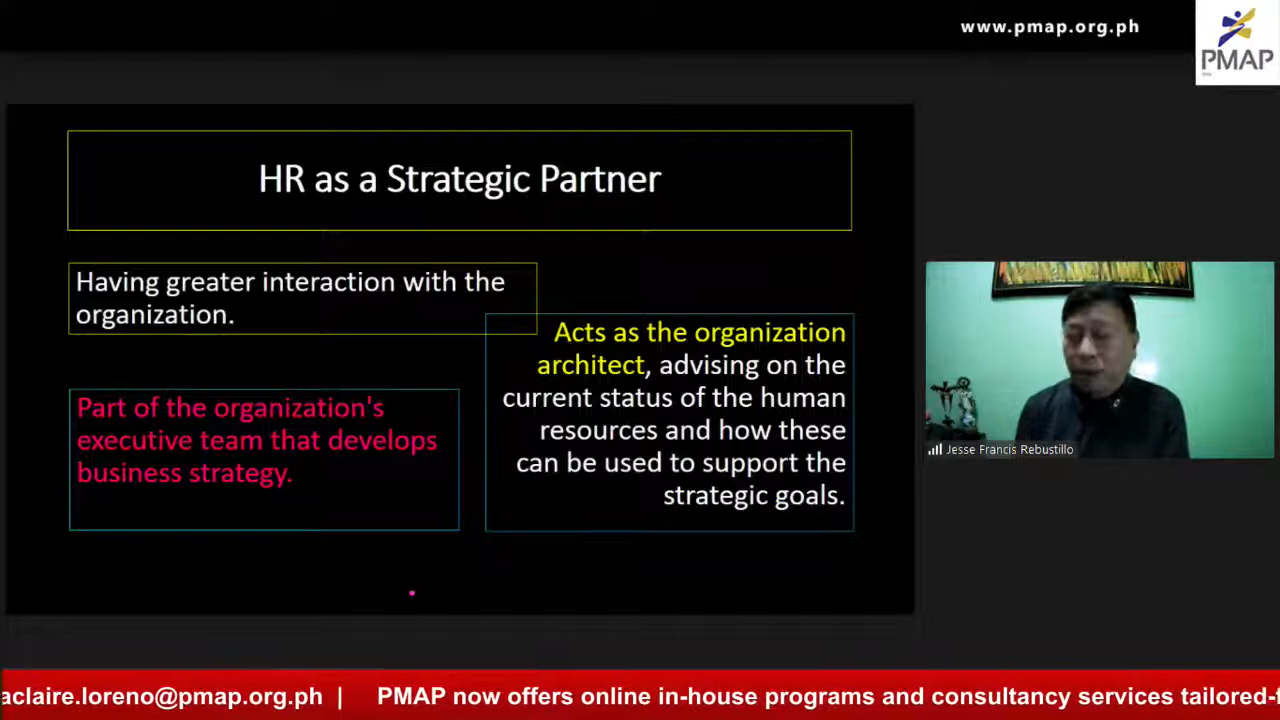 www.pmap.org.ph
PMAP
HR as a Strategic Partner
Having greater interaction with the
organization.
Acts as the organization
architect, advising on the
current status of the human
resources and how these
can be used to support the
strategic goals.
Part of the organization's
executive team that develops
business strategy.
Jesse Francis Rebustillo
aclaire.loreno@pmap.org.ph | PMAP now offers online in-house programs and consultancy services tailored-